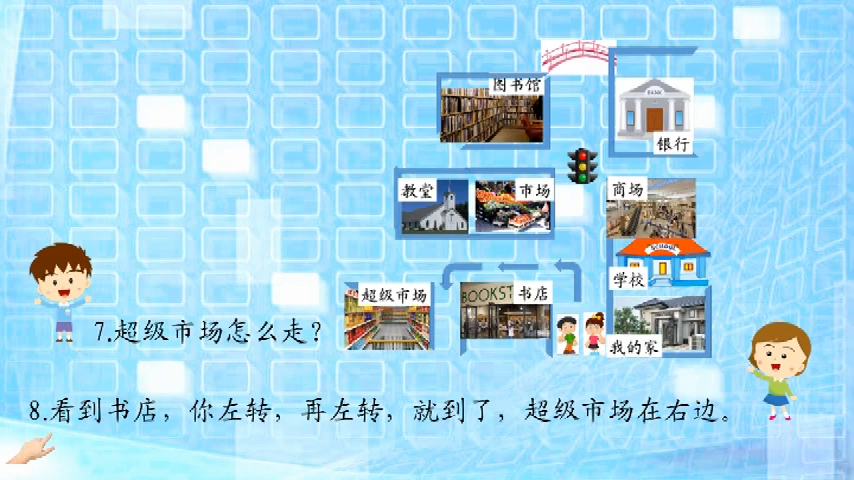 图书馆
BANK
银行
教堂
市场
商场
SCHOOL
学校
超级市场
BOOKST
书店
我的家
7.超级市场怎么走？
8.看到书店，你左转，再左转，就到了，超级市场在右边。